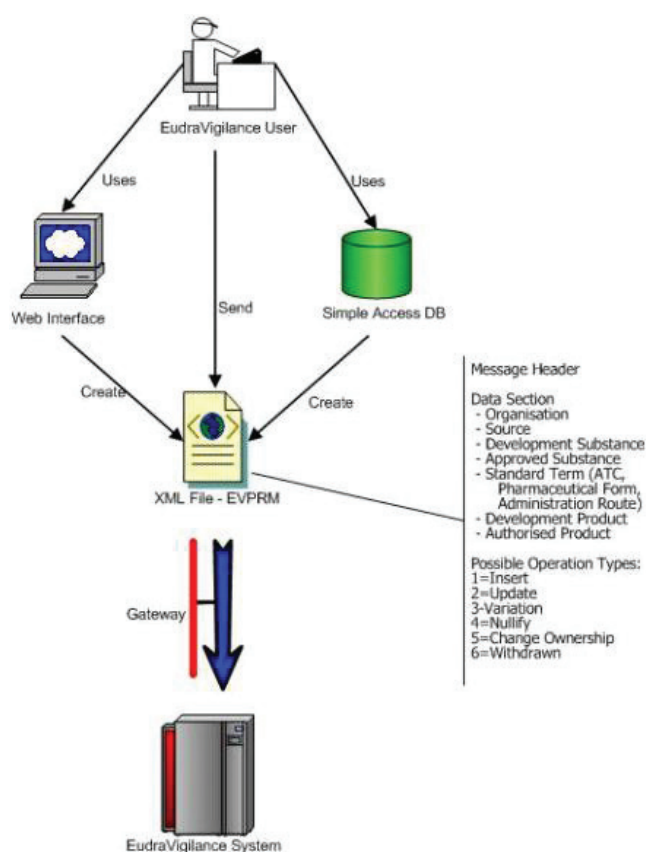 EudraVigilance User
Uses
Uses
Web Interface
Send
Simple Access DB
Create
Create
XML File - EVPRM
Message Header
Data Section
- Organisation
- Source
- Development Substance
- Approved Substance
- Standard Term (ATC,
Pharmaceutical Form,
Administration Route)
- Development Product
- Authorised Product
Possible Operation Types:
1=Insert
2=Update
3-Variation
4=Nullify
5=Change Ownership
6=Withdrawn
Gateway
EudraVigilance System